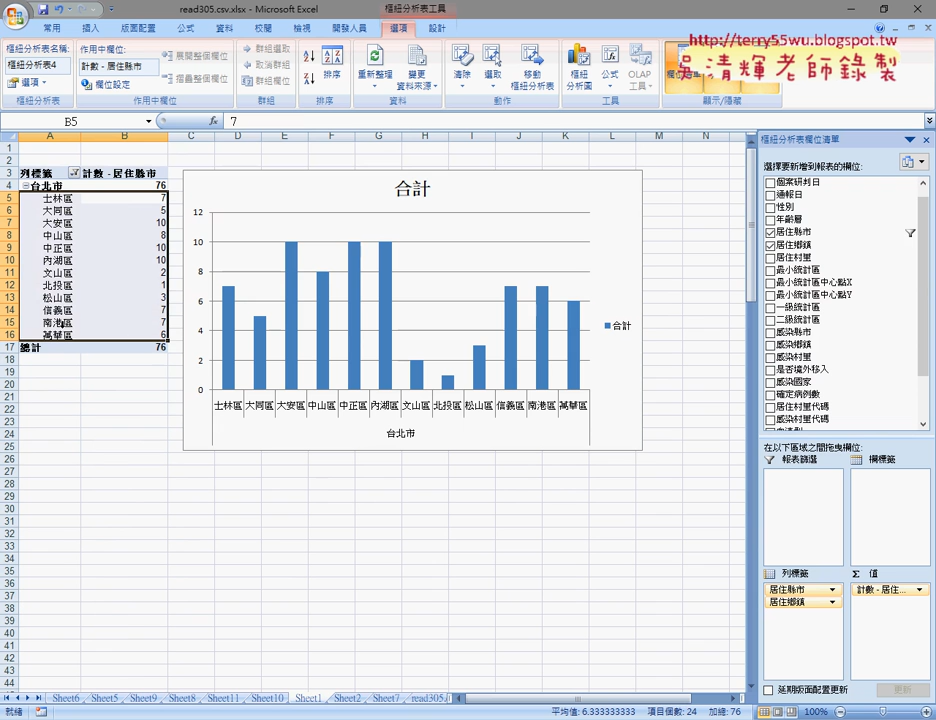 read305.csv.xlsx - Microsoft Excel
樞紐分析表工具
常用 插入 版面配置 公式 資料 校閱 檢視 開發人員 選項 設計
http://terry55wu.blogspot.tw
吳清輝老師錄製
樞紐分析表名稱:
樞紐分析表4
選項
樞紐分析表
作用中欄位:
計數 - 居住縣市
欄位設定
展開整個欄位
摺疊整個欄位
作用中欄位
群組選取
取消群組
群組欄位
群組
排序
排序
重新整理
變更資料來源
資料
清除
選取
移動樞紐分析表
動作
樞紐分析圖
公式
OLAP 工具
工具
顯示/隱藏
B5
fx 7
A B C D E F G H I J K L M N
列標籤 計數 - 居住縣市
台北市 76
士林區 7
大同區 5
大安區 10
中山區 8
中正區 10
內湖區 10
文山區 2
北投區 1
松山區 3
信義區 7
南港區 7
萬華區 6
總計 76
合計
12
10
8
6
4
2
0
士林區 大同區 大安區 中山區 中正區 內湖區 文山區 北投區 松山區 信義區 南港區 萬華區
台北市
合計
樞紐分析表欄位清單
選擇要新增到報表的欄位:
個案研判日
通報日
性別
年齡層
居住縣市
居住鄉鎮
居住村里
最小統計區
最小統計區中心點X
最小統計區中心點Y
一級統計區
二級統計區
感染縣市
感染鄉鎮
感染村里
是否境外移入
感染國家
確定病例數
居住村里代碼
感染村里代碼
在以下區域之間拖曳欄位:
報表篩選
欄標籤
列標籤
Σ 值
居住縣市
居住鄉鎮
計數 - 居住...
延期版面配置更新
更新
Sheet6 Sheet5 Sheet9 Sheet8 Sheet11 Sheet10 Sheet1 Sheet2 Sheet7 read305.
就緒
平均值: 6.333333333 項目個數: 24 加總: 76
100%